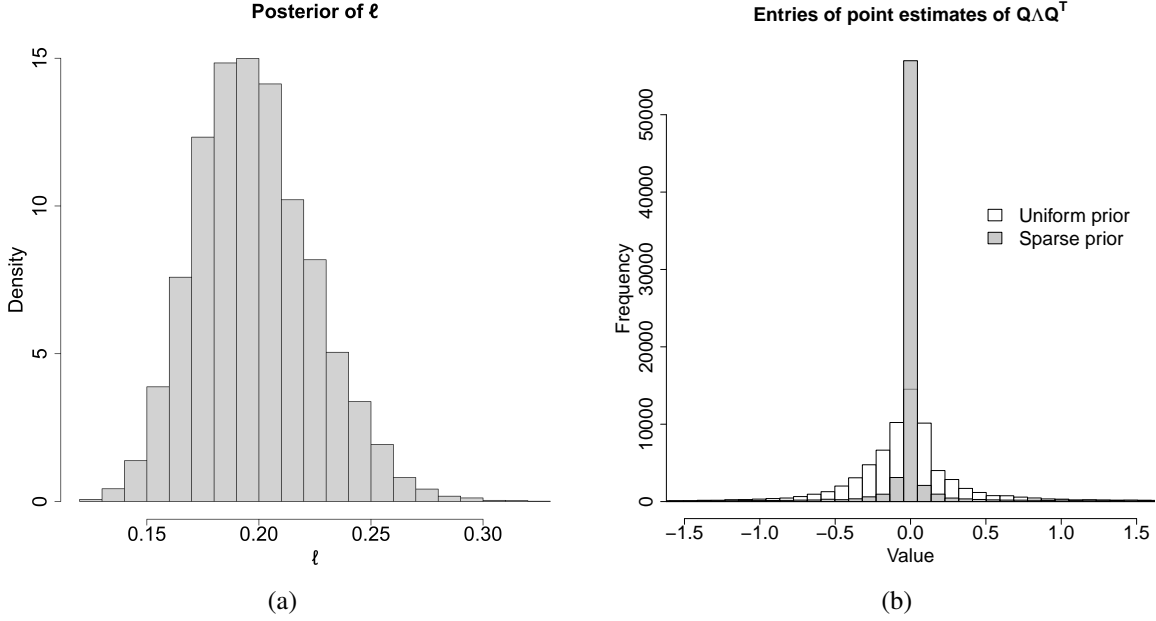 Posterior of ℓ
Density
0
5
10
15
0.15 0.20 0.25 0.30
ℓ
(a)
Entries of point estimates of QΛQᵀ
Frequency
0
10000
20000
30000
40000
50000
Uniform prior
Sparse prior
−1.5 −1.0 −0.5 0.0 0.5 1.0 1.5
Value
(b)